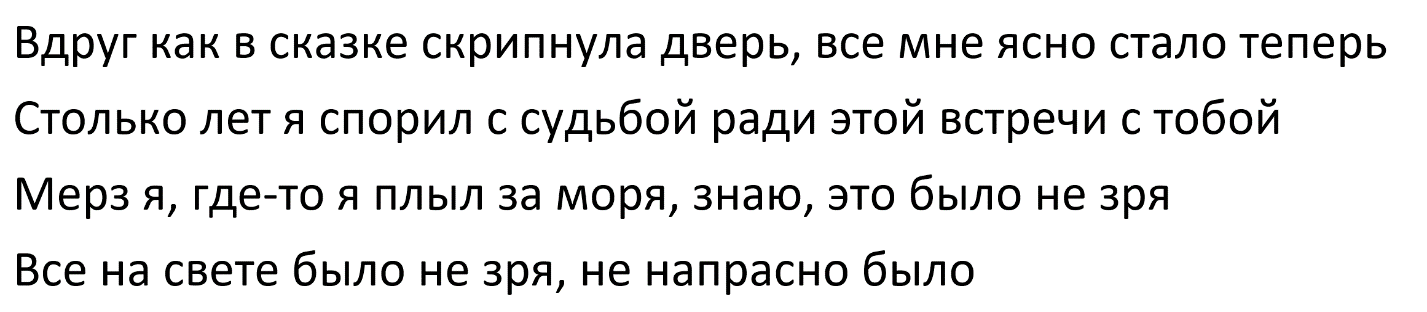 Вдруг как в сказке скрипнула дверь, все мне ясно стало теперь
Столько лет я спорил с судьбой ради этой встречи с тобой
Мерз я, где-то я плыл за моря, знаю, это было не зря
Все на свете было не зря, не напрасно было